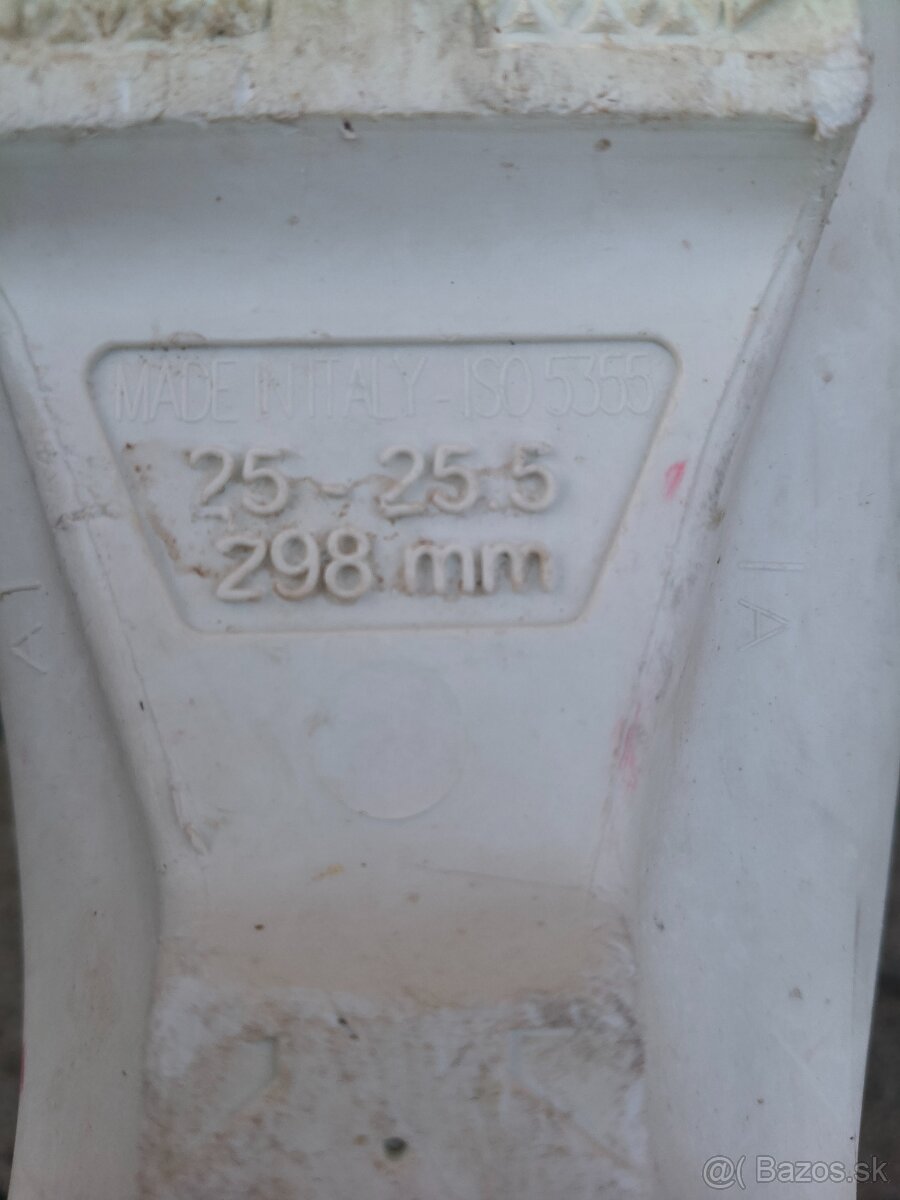 MADE IN ITALY - ISO 5355
25 - 25.5
298 mm
A
@( Bazos.sk